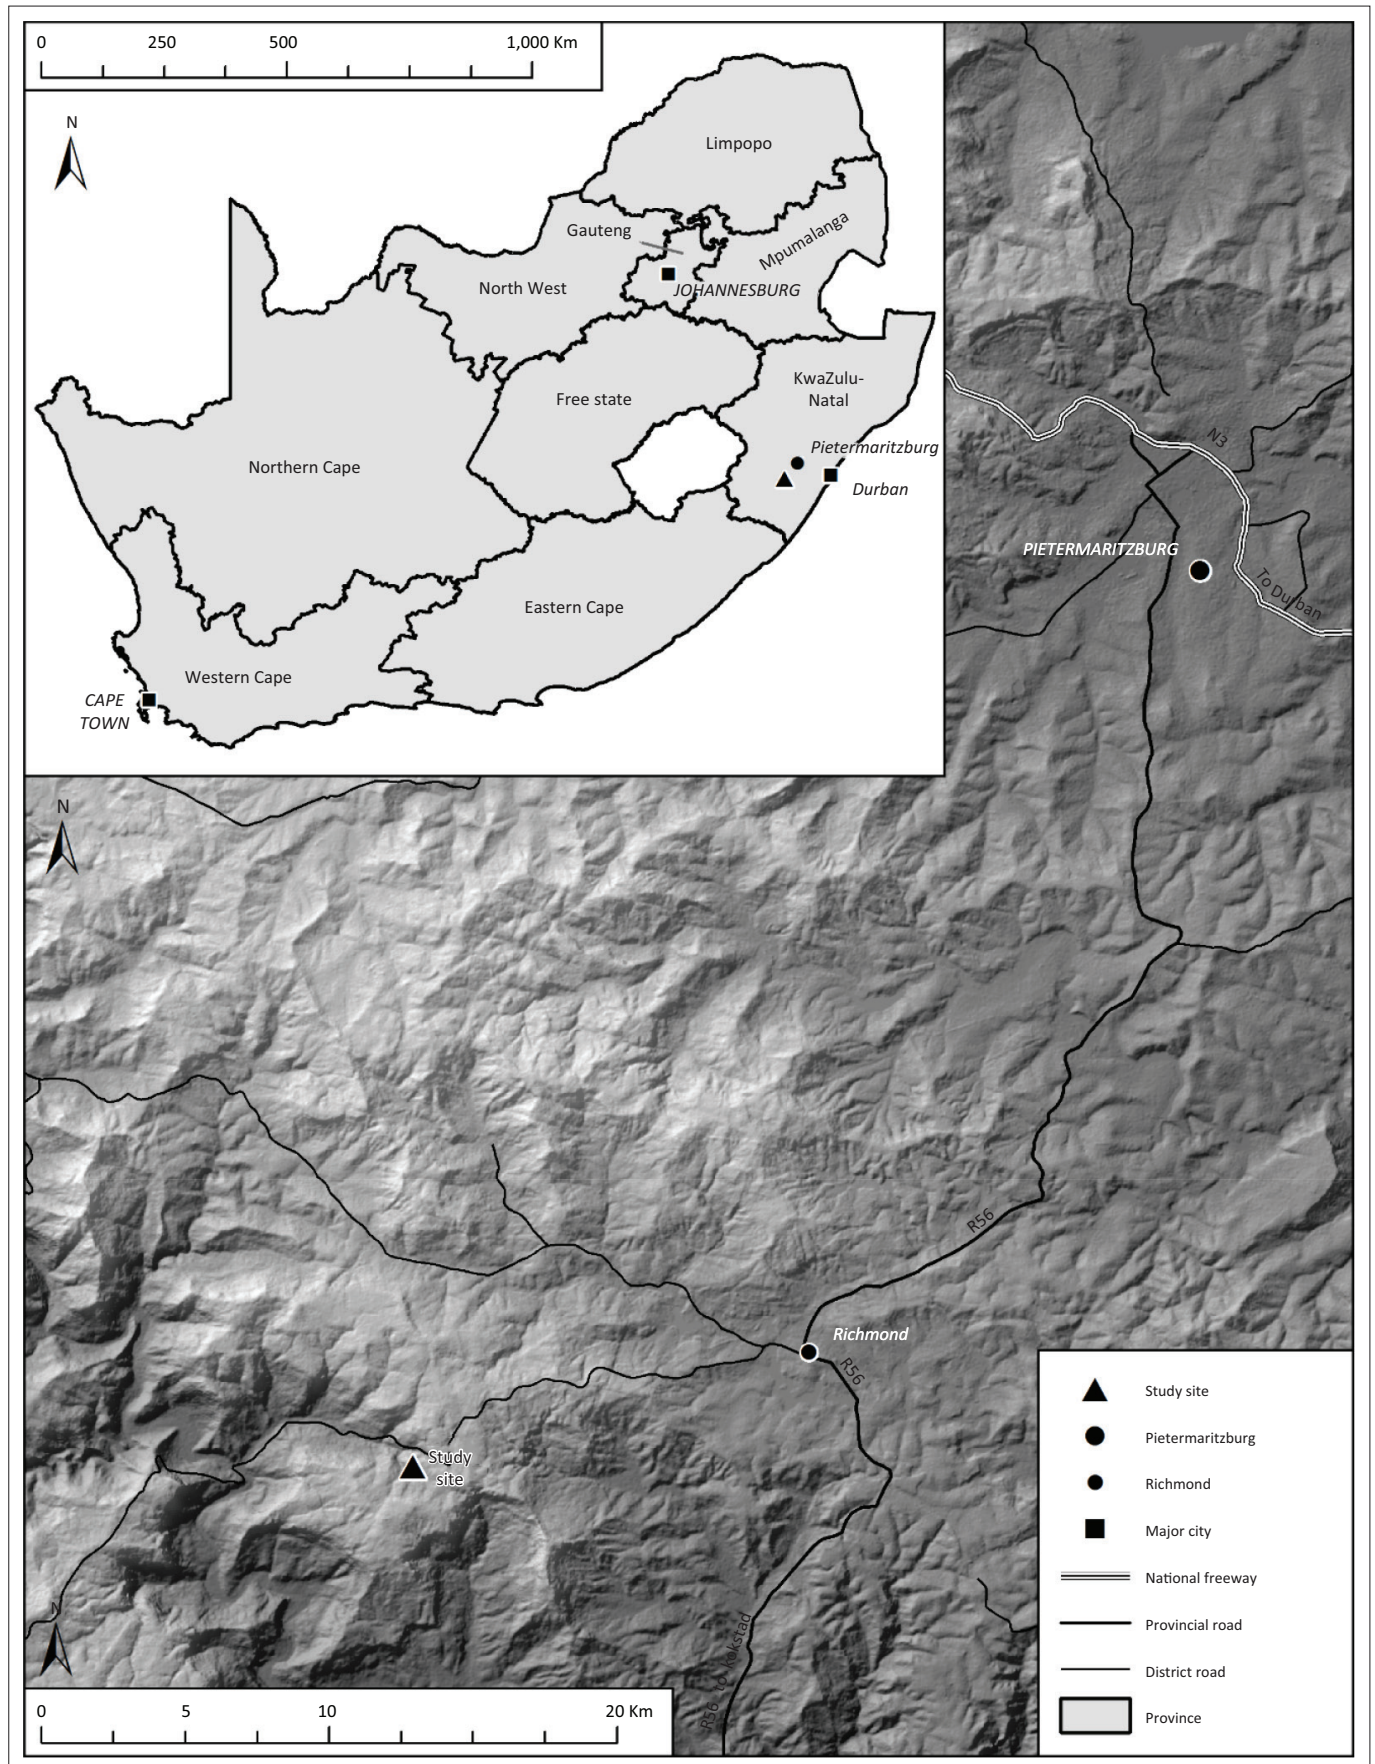 0 250 500 1,000 Km
N
Limpopo
Gauteng
Mpumalanga
North West
JOHANNESBURG
KwaZulu-
Natal
Free state
Pietermaritzburg
Northern Cape
Durban
Eastern Cape
Western Cape
CAPE
TOWN
N3
PIETERMARITZBURG
To Durban
N
R56
Richmond
R56
Study
site
N
R56 to Kokstad
0 5 10 20 Km
Study site
Pietermaritzburg
Richmond
Major city
National freeway
Provincial road
District road
Province